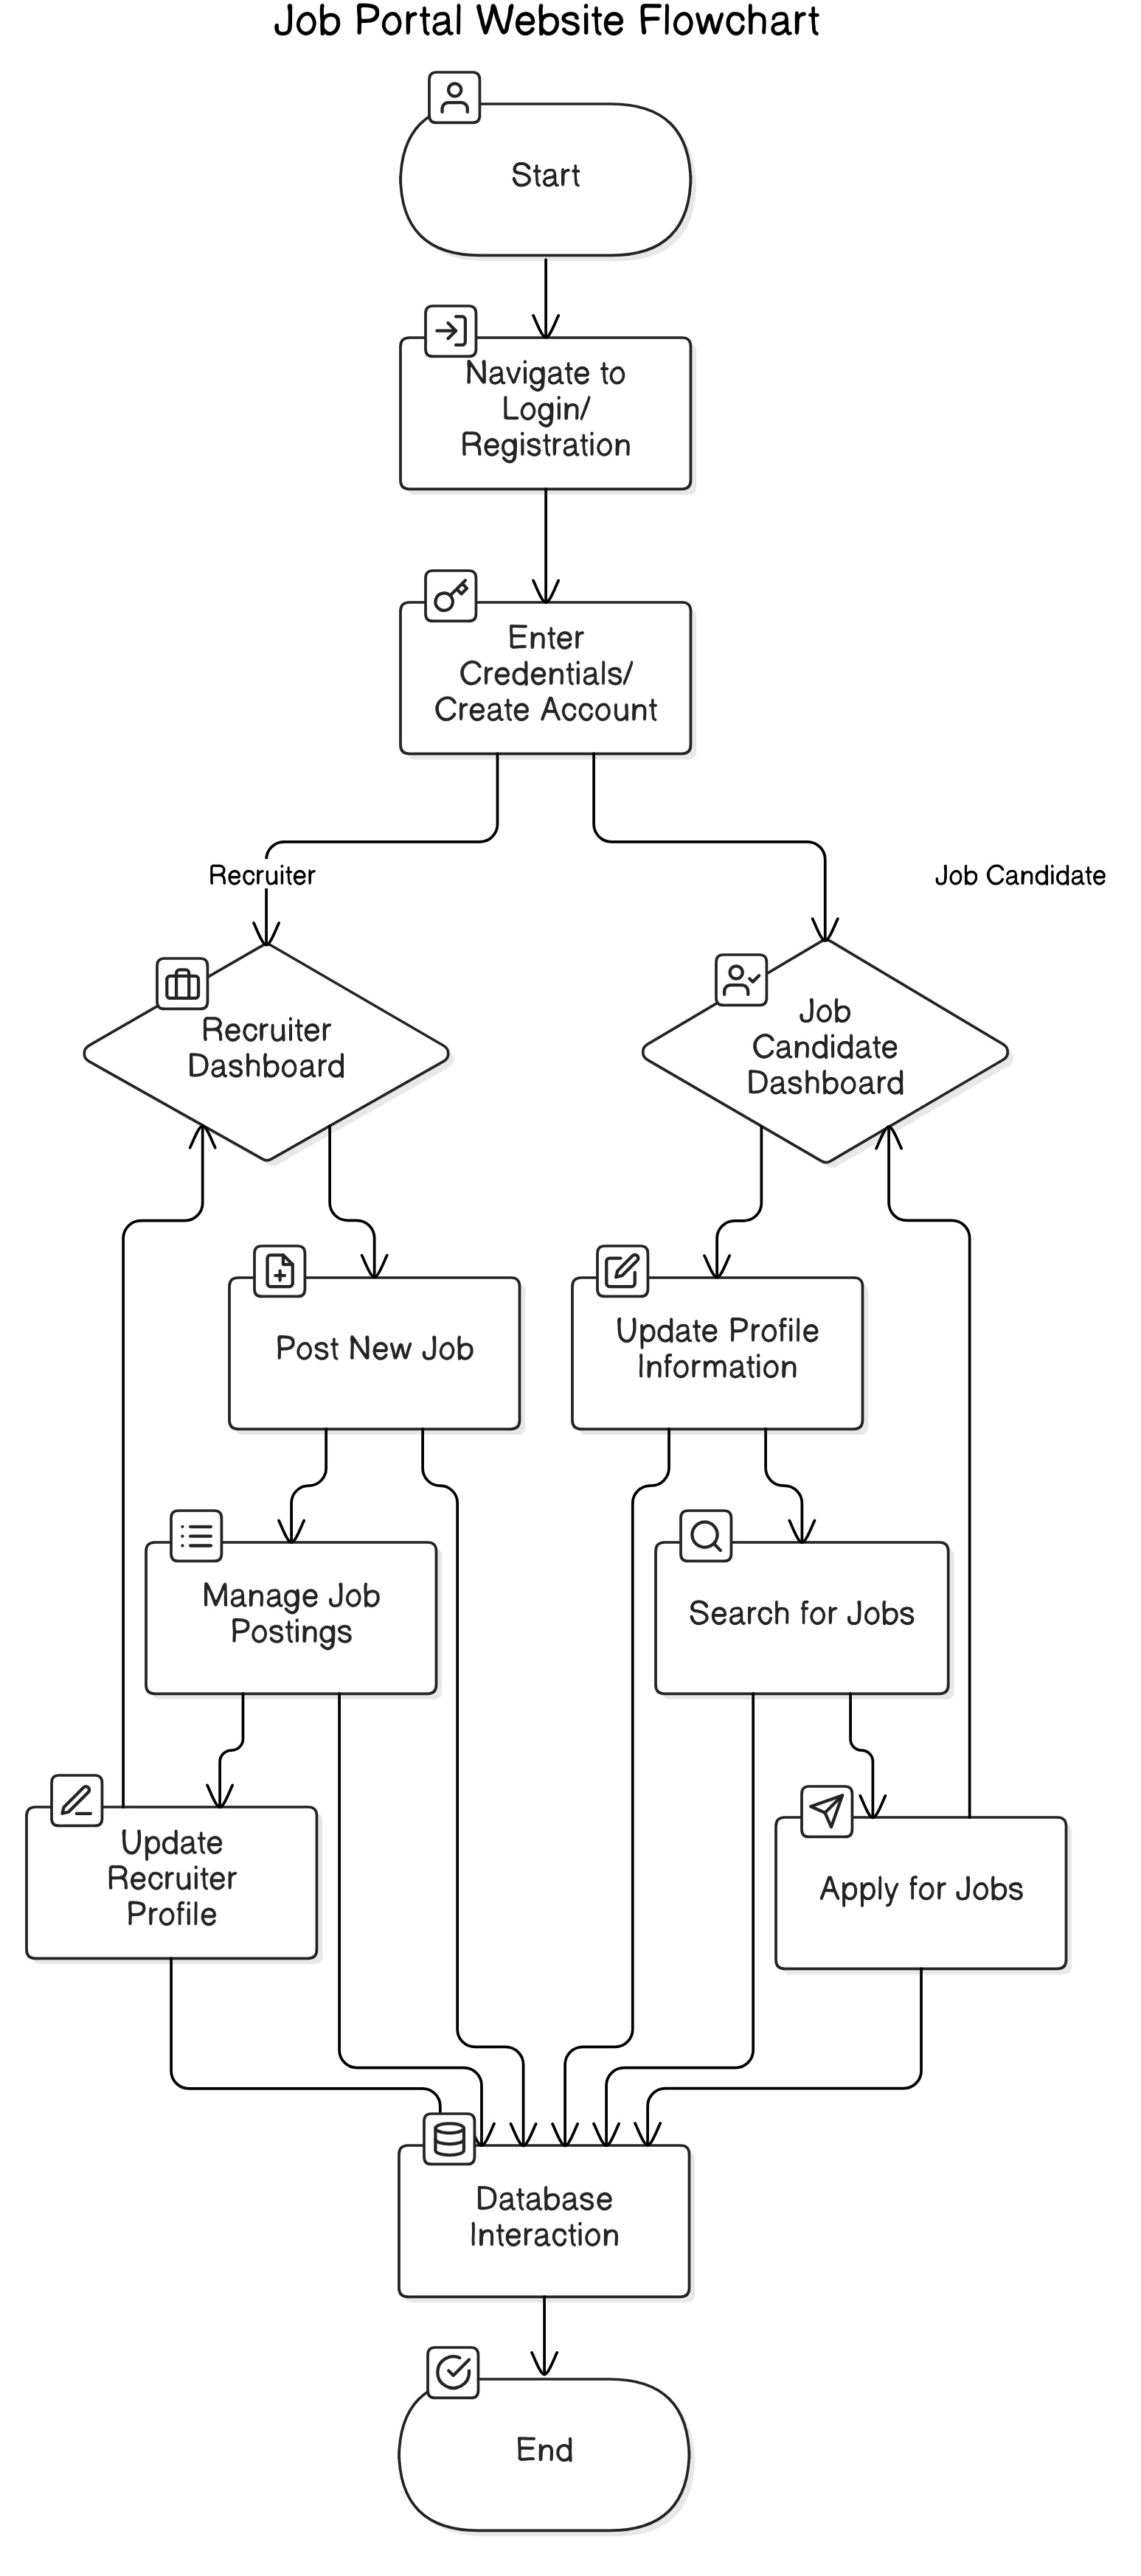 Job Portal Website Flowchart
Start
Navigate to
Login/
Registration
Enter
Credentials/
Create Account
Recruiter
Job Candidate
Recruiter
Dashboard
Job
Candidate
Dashboard
Post New Job
Update Profile
Information
Manage Job
Postings
Search for Jobs
Update
Recruiter
Profile
Apply for Jobs
Database
Interaction
End